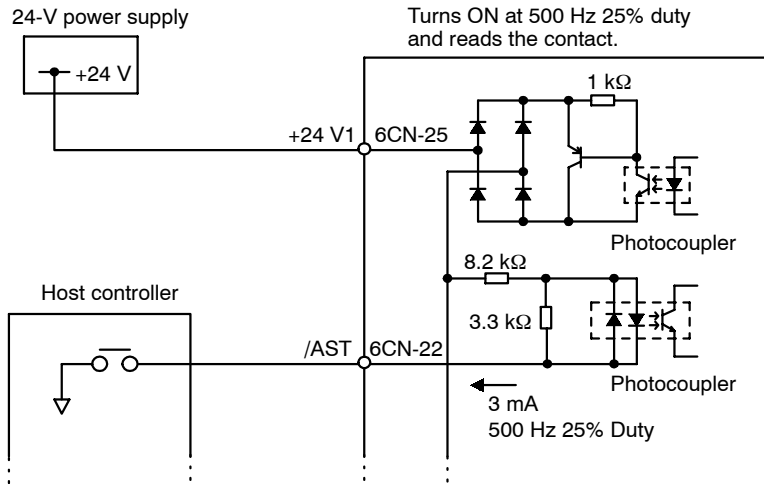 24-V power supply
Turns ON at 500 Hz 25% duty
and reads the contact.
+24 V
1 kΩ
+24 V1
6CN-25
Photocoupler
8.2 kΩ
Host controller
3.3 kΩ
/AST
6CN-22
Photocoupler
3 mA
500 Hz 25% Duty